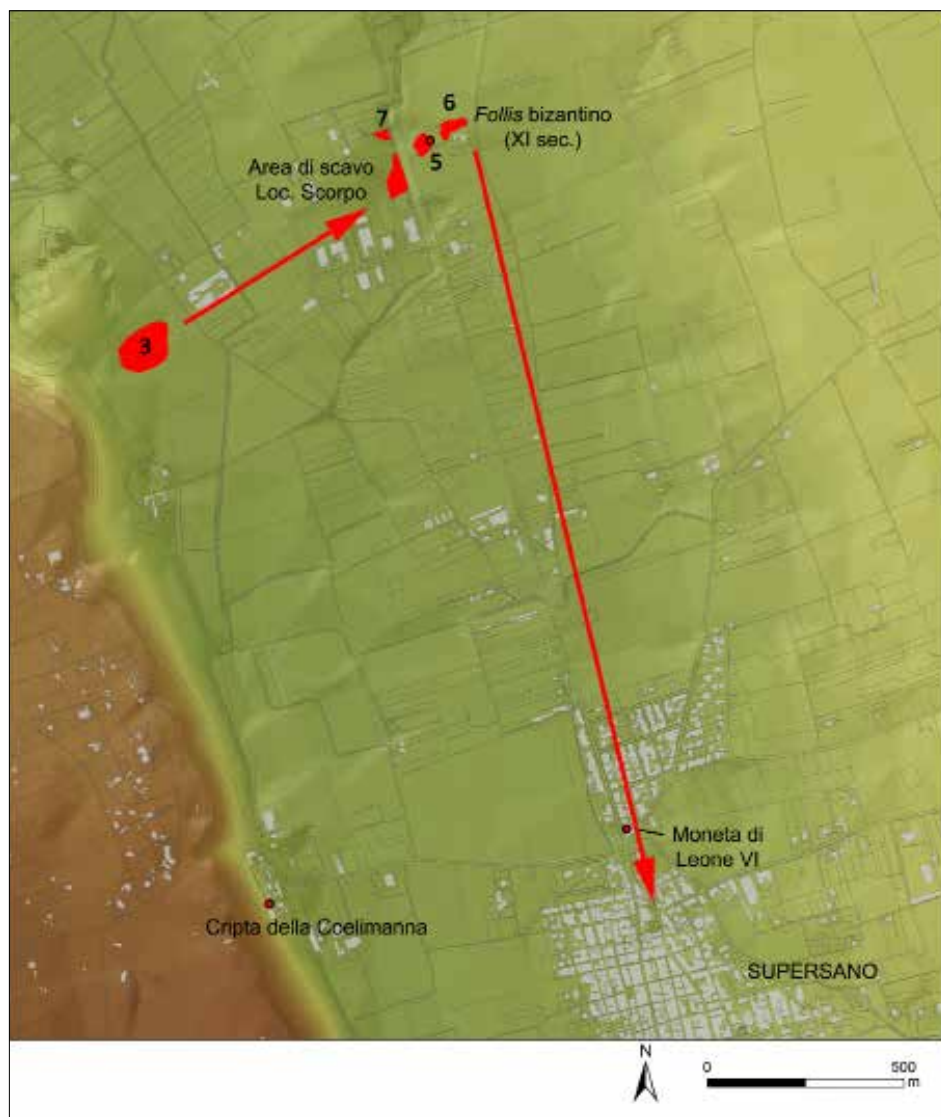 6
Follis bizantino
(XI sec.)
7
5
Area di scavo
Loc. Scorpo
3
Moneta di
Leone VI
Cripta della Coelimanna
SUPERSANO
N
0 500
m